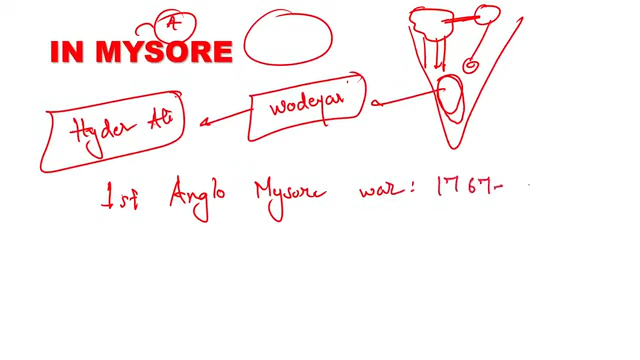 A
IN MYSORE
Wodeyar
Hyder Ali
1st Anglo Mysore war: 1767-